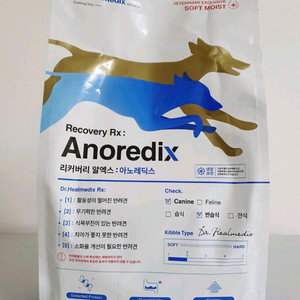 VETERINARY EXCLUSIVE
SOFT MOIST
Recovery Rx :
Anoredix
리커버리 알엑스 : 아노레딕스
Dr.Healmedix Rx:
• [1] : 활동성이 떨어진 반려견
• [2] : 무기력한 반려견
• [3] : 식욕부진이 있는 반려견
• [4] : 치아가 좋지 못한 반려견
• [5] : 소화율 개선이 필요한 반려견
Check.
Canine
Feline
습식
반습식
건식
Kibble Type
Dr. Healmedix
SOFT
HARD